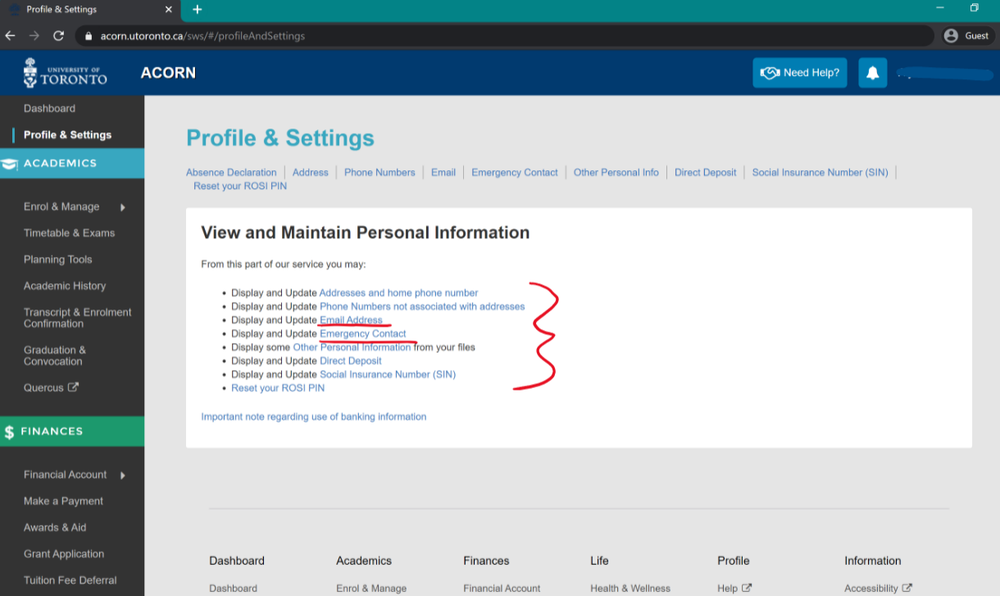 Profile & Settings
acorn.utoronto.ca/sws/#/profileAndSettings
Guest
UNIVERSITY OF
TORONTO
ACORN
Need Help?
Dashboard
Profile & Settings
ACADEMICS
Enrol & Manage
Timetable & Exams
Planning Tools
Academic History
Transcript & Enrolment
Confirmation
Graduation &
Convocation
Quercus
$ FINANCES
Financial Account
Make a Payment
Awards & Aid
Grant Application
Tuition Fee Deferral
Profile & Settings
Absence Declaration | Address | Phone Numbers | Email | Emergency Contact | Other Personal Info | Direct Deposit | Social Insurance Number (SIN) |
Reset your ROSI PIN
View and Maintain Personal Information
From this part of our service you may:
• Display and Update Addresses and home phone number
• Display and Update Phone Numbers not associated with addresses
• Display and Update Email Address
• Display and Update Emergency Contact
• Display some Other Personal Information from your files
• Display and Update Direct Deposit
• Display and Update Social Insurance Number (SIN)
• Reset your ROSI PIN
Important note regarding use of banking information
Dashboard Academics Finances Life Profile Information
Dashboard Enrol & Manage Financial Account Health & Wellness Help Accessibility